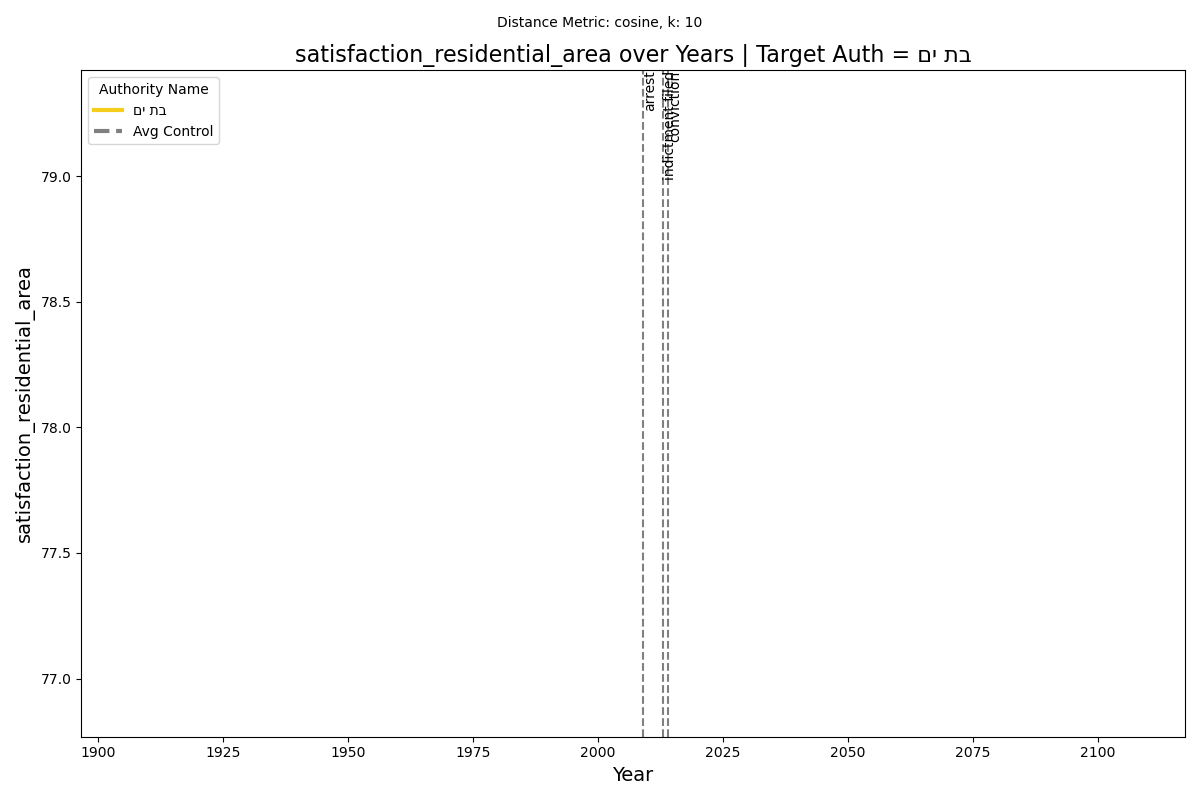 Distance Metric: cosine, k: 10
satisfaction_residential_area over Years | Target Auth = בת ים
Authority Name
בת ים
Avg Control
arrest
indictment filed
conviction
satisfaction_residential_area
79.0
78.5
78.0
77.5
77.0
1900 1925 1950 1975 2000 2025 2050 2075 2100
Year